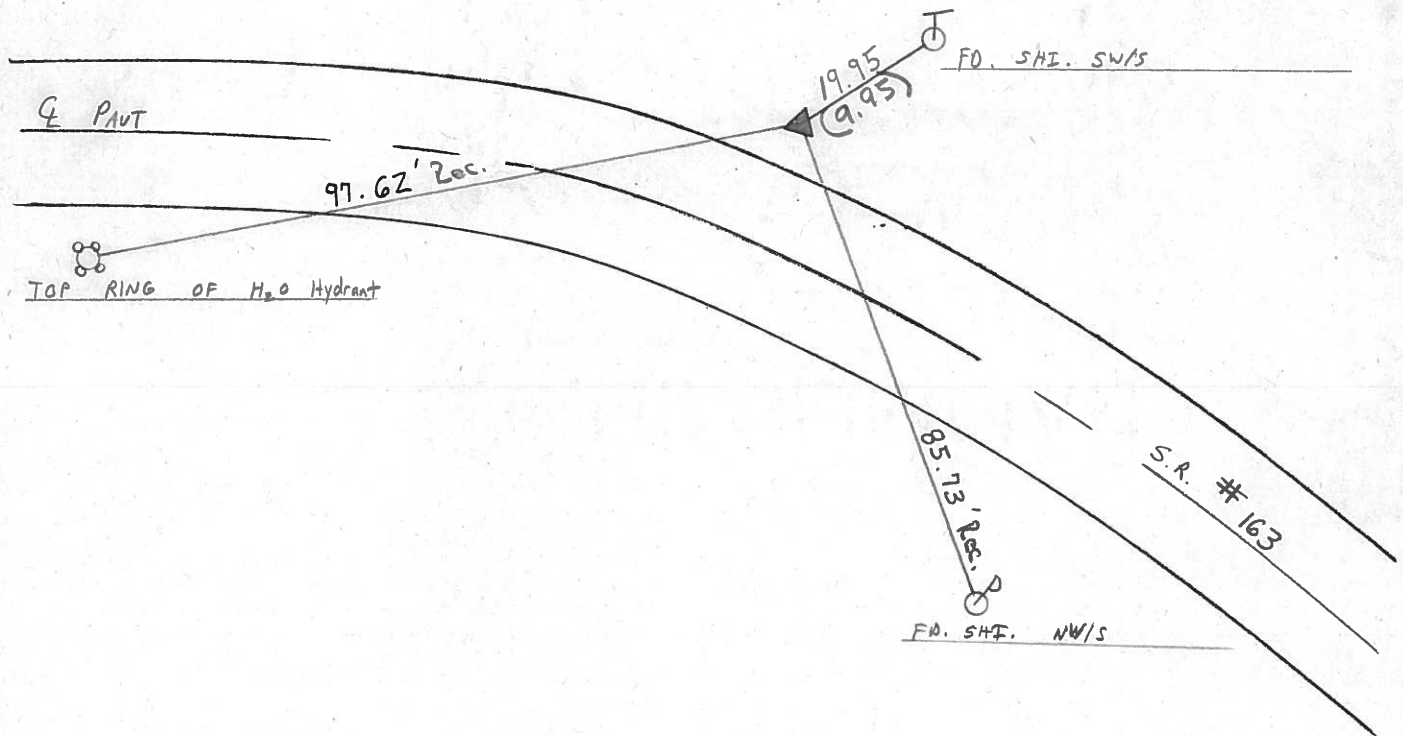 19.95
(9.95)
FD. SHI. SW/S
℄ PAVT
97.62' Rec.
TOP RING OF H₂O Hydrant
85.73' Rec.
S.R. #163
FD. SHI. NW/S
T